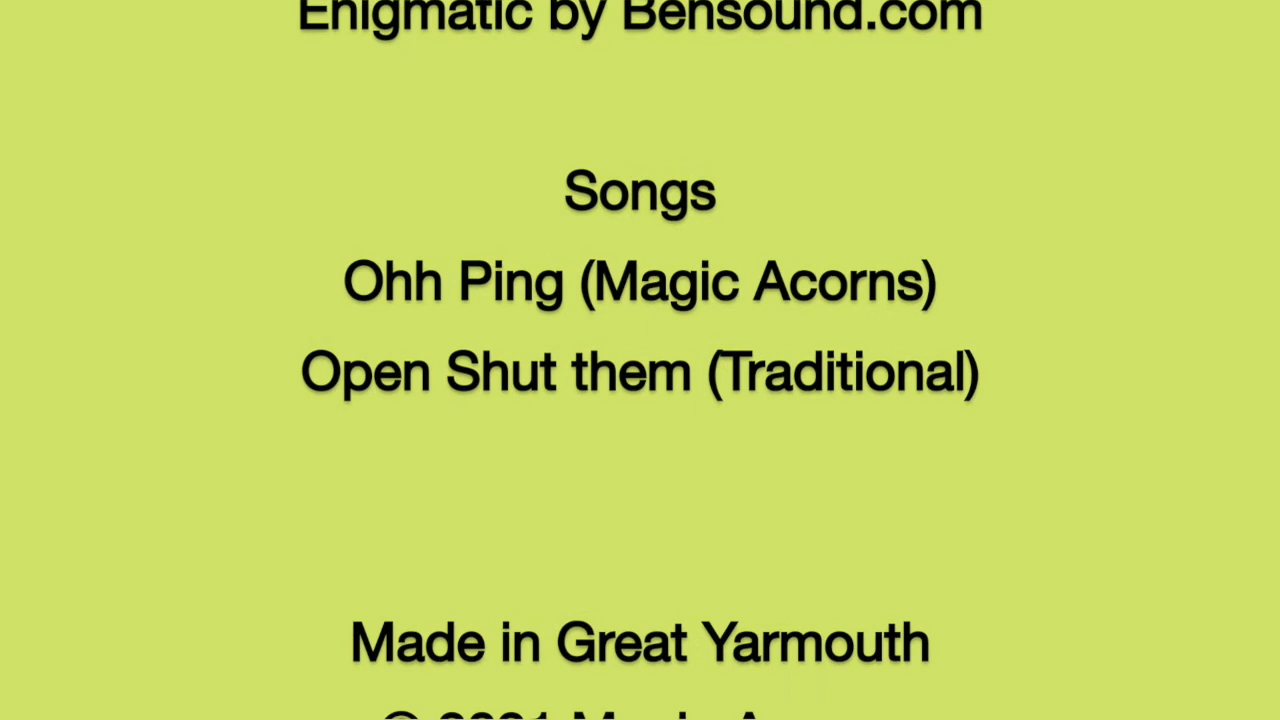 Enigmatic by Bensound.com
Songs
Ohh Ping (Magic Acorns)
Open Shut them (Traditional)
Made in Great Yarmouth